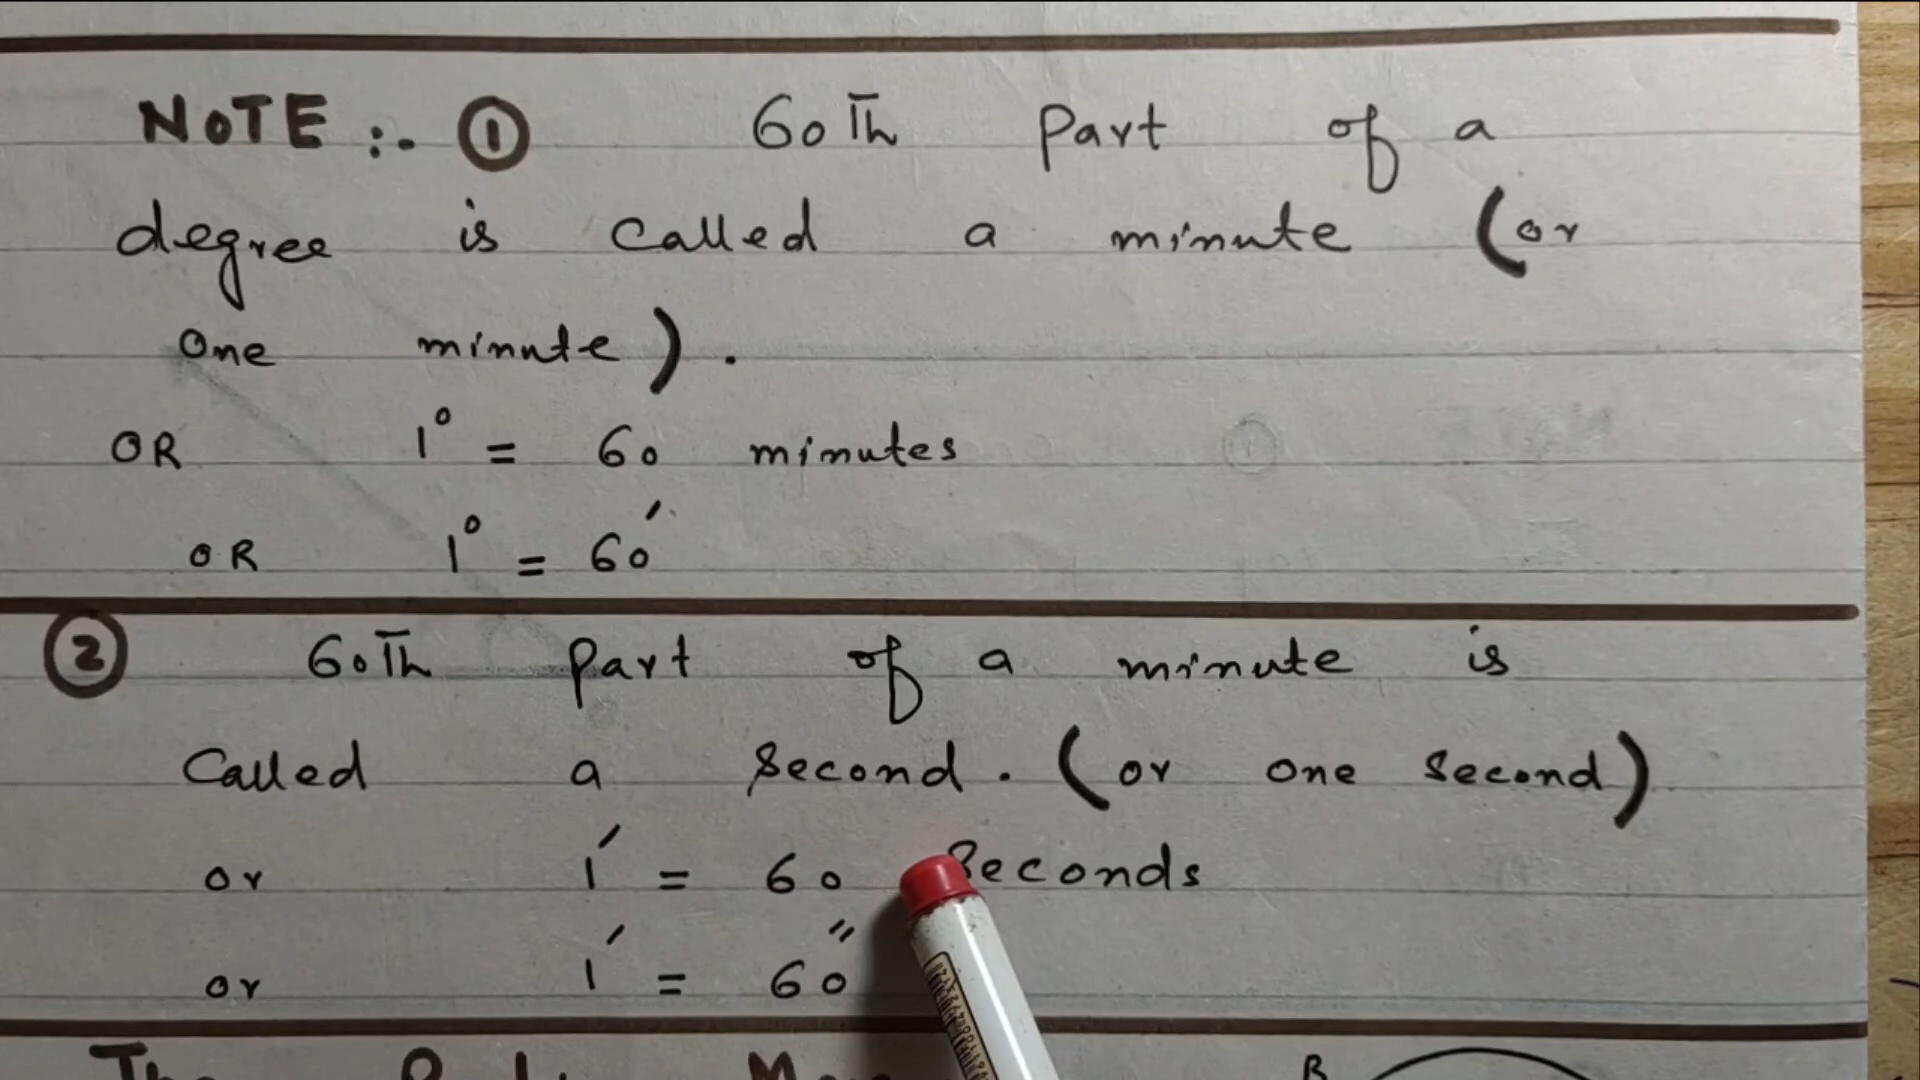 NOTE :- ① 60Th Part of a
degree is called a minute (or
One minute).
OR 1° = 60 minutes
OR 1° = 60′
② 60Th Part of a minute is
Called a Second. (or one second)
or 1′ = 60 Seconds
or 1′ = 60″
B